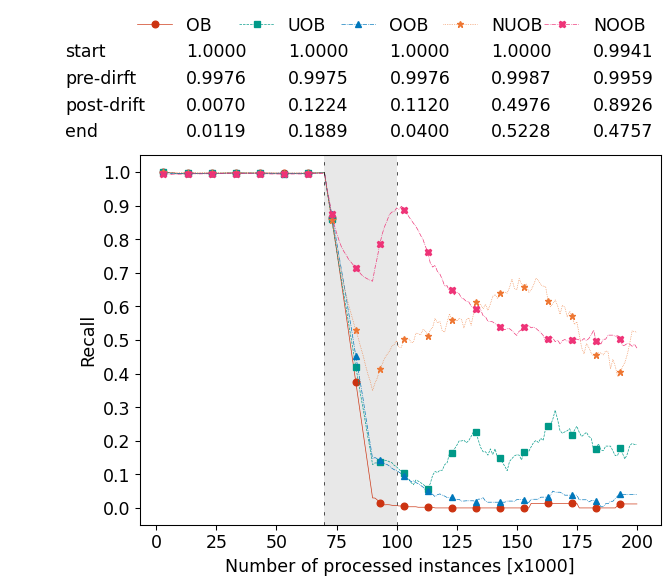 OB UOB OOB NUOB NOOB
start 1.0000 1.0000 1.0000 1.0000 0.9941
pre-dirft 0.9976 0.9975 0.9976 0.9987 0.9959
post-drift 0.0070 0.1224 0.1120 0.4976 0.8926
end 0.0119 0.1889 0.0400 0.5228 0.4757
1.0
0.9
0.8
0.7
0.6
0.5
0.4
0.3
0.2
0.1
0.0
Recall
0 25 50 75 100 125 150 175 200
Number of processed instances [x1000]